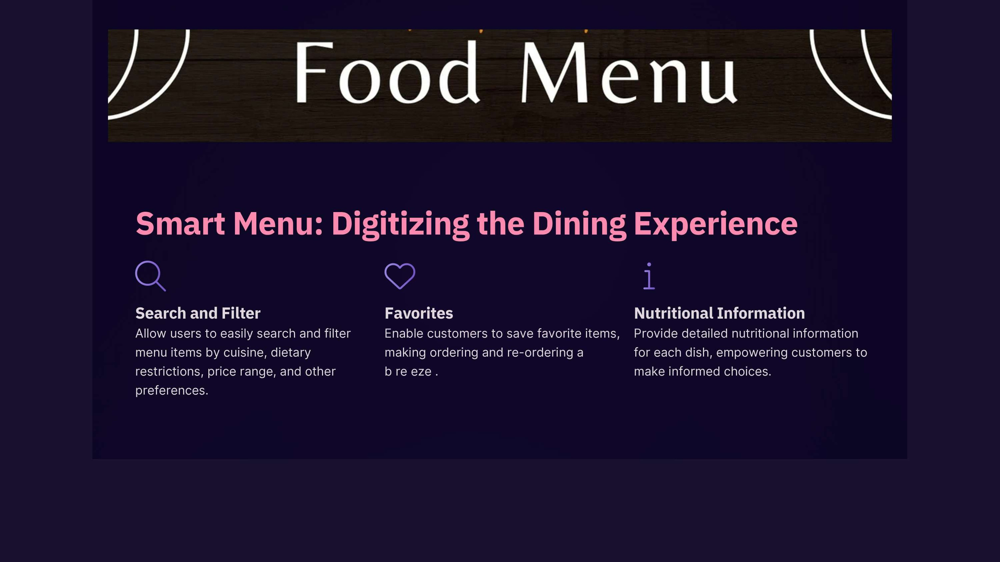 Food Menu
Smart Menu: Digitizing the Dining Experience
Search and Filter
Allow users to easily search and filter
menu items by cuisine, dietary
restrictions, price range, and other
preferences.
Favorites
Enable customers to save favorite items,
making ordering and re-ordering a
b re eze .
Nutritional Information
Provide detailed nutritional information
for each dish, empowering customers to
make informed choices.